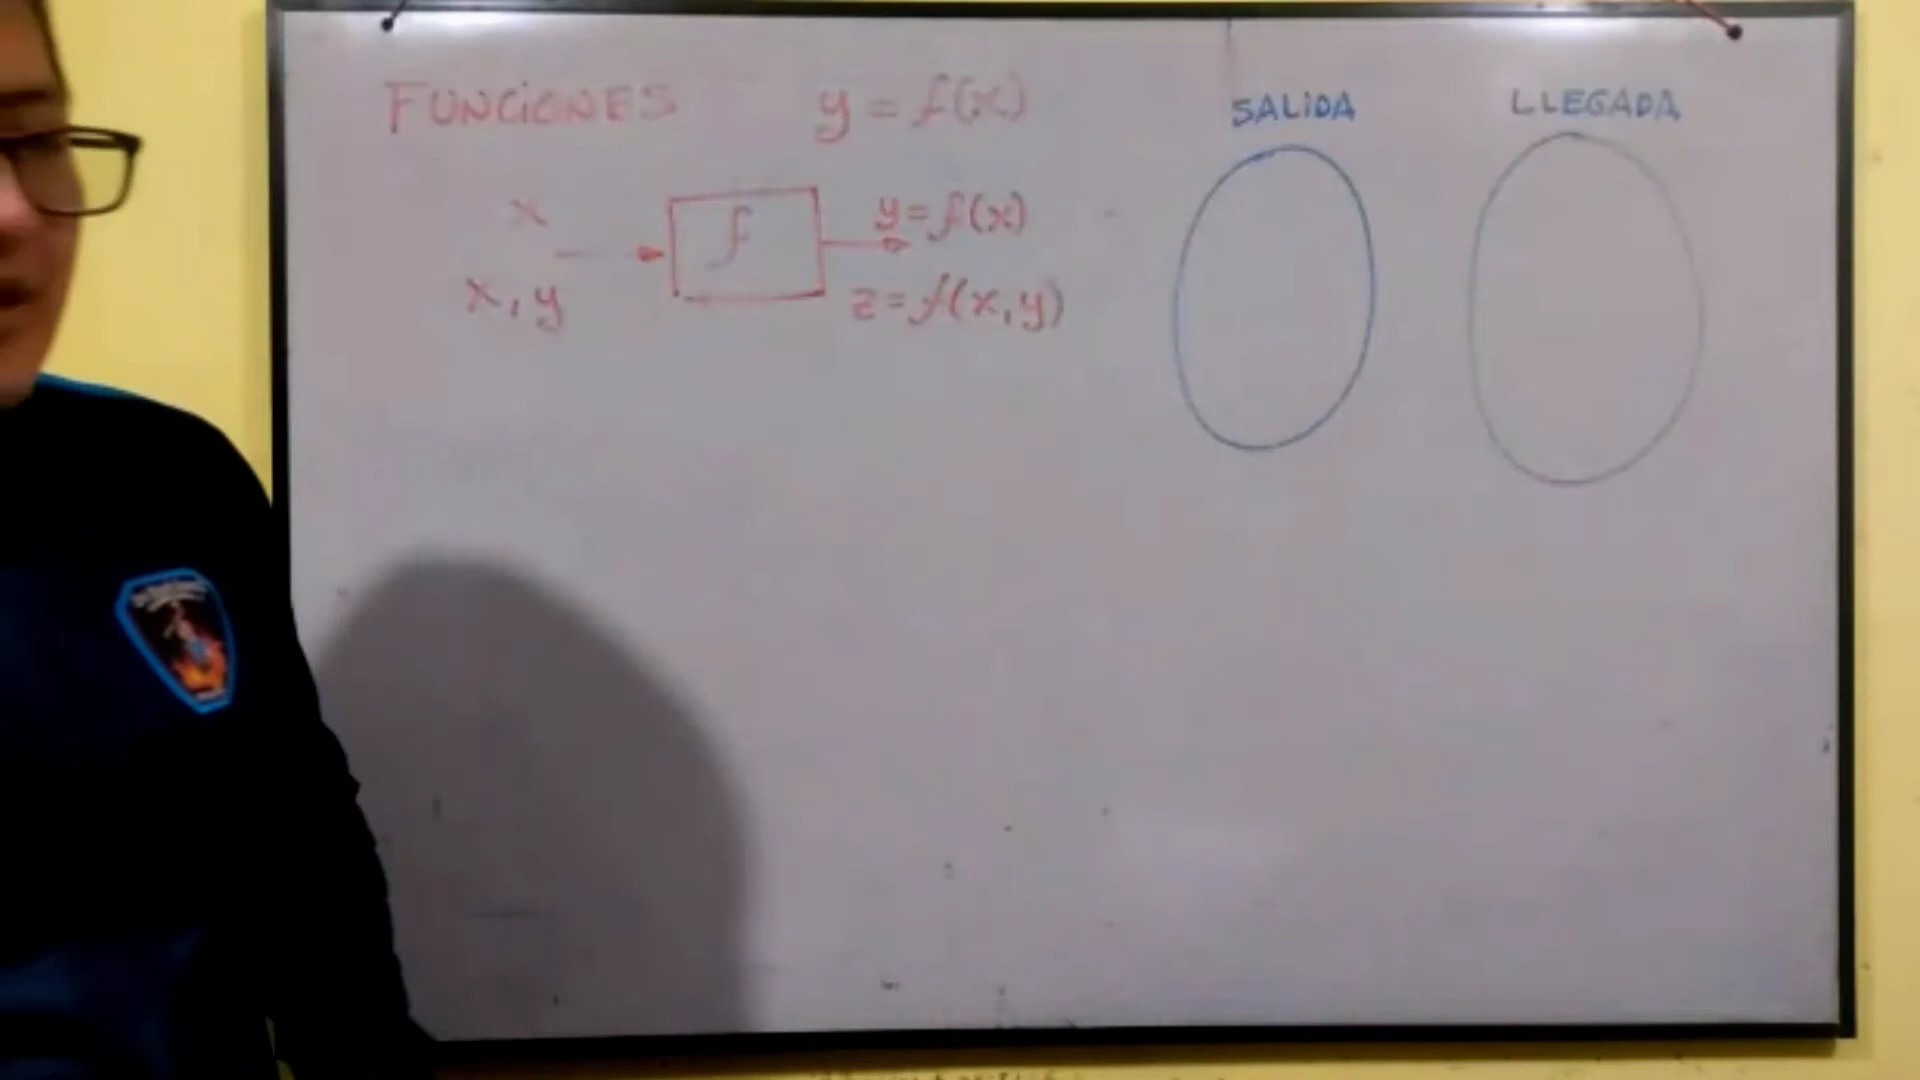 FUNCIONES y = f(x)
SALIDA LLEGADA
x f y=f(x)
x, y z=f(x,y)